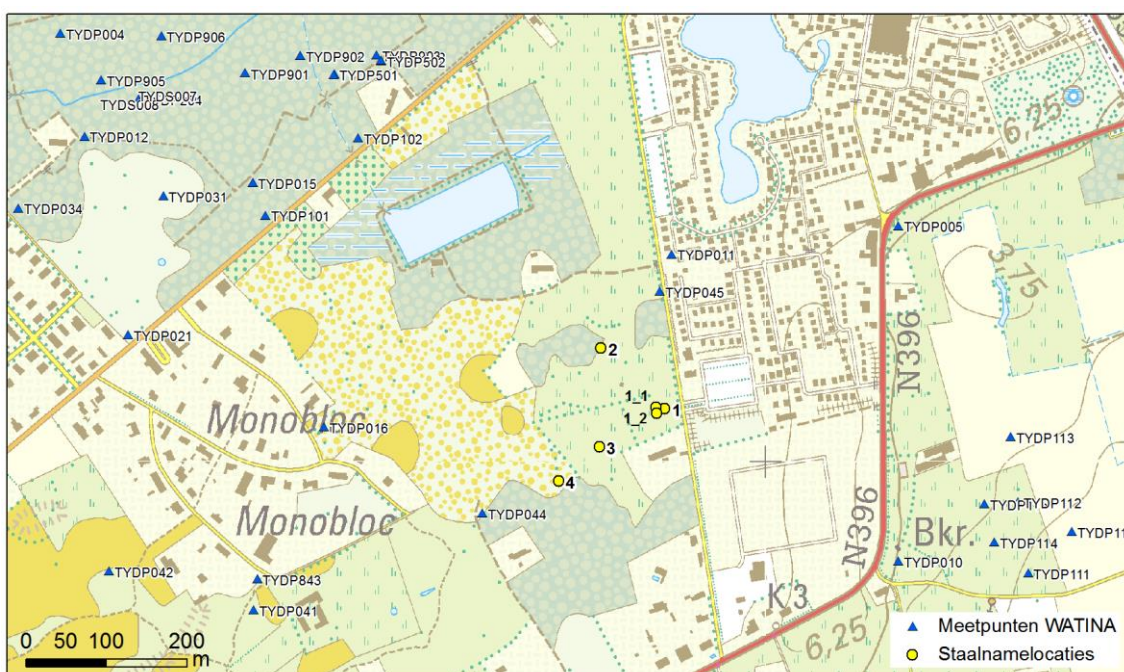 TYDP004
TYDP906
TYDP902
TYDP502
TYDP905
TYDP901
TYDP501
TYDS007
TYDP012
TYDP102
6,25
TYDP015
TYDP031
TYDP034
TYDP101
TYDP005
TYDP011
3,75
TYDP045
N396
TYDP021
2
1_1
1
1_2
Monobloc
TYDP016
TYDP113
3
4
TYDP112
Monobloc
TYDP044
N396
Bkr.
TYDP114
TYDP042
TYDP843
TYDP010
TYDP111
TYDP041
K 3
6,25
0 50 100 200
m
Meetpunten WATINA
Staalnamelocaties